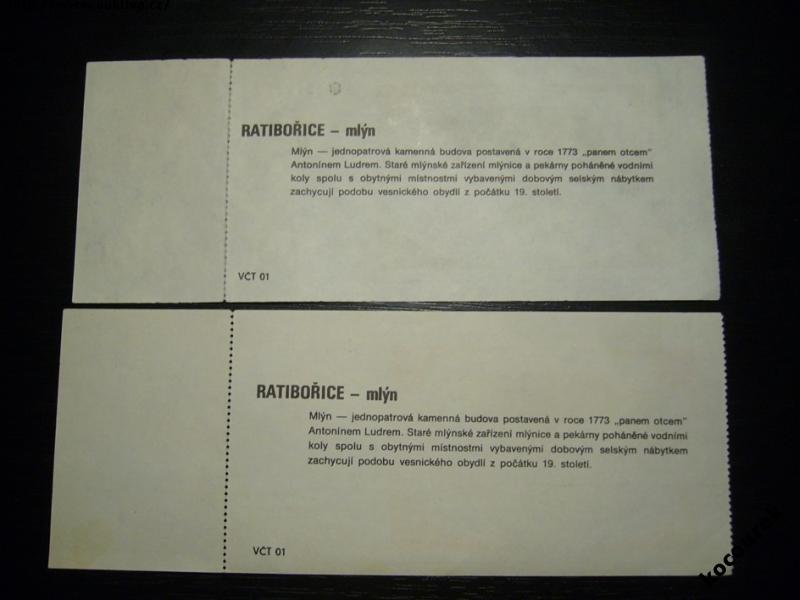 RATIBOŘICE – mlýn
Mlýn — jednopatrová kamenná budova postavená v roce 1773 „panem otcem"
Antonínem Ludrem. Staré mlýnské zařízení mlýnice a pekárny poháněné vodními
koly spolu s obytnými místnostmi vybavenými dobovým selským nábytkem
zachycují podobu vesnického obydlí z počátku 19. století.
VČT 01
RATIBOŘICE – mlýn
Mlýn — jednopatrová kamenná budova postavená v roce 1773 „panem otcem"
Antonínem Ludrem. Staré mlýnské zařízení mlýnice a pekárny poháněné vodními
koly spolu s obytnými místnostmi vybavenými dobovým selským nábytkem
zachycují podobu vesnického obydlí z počátku 19. století.
VČT 01
kocourak